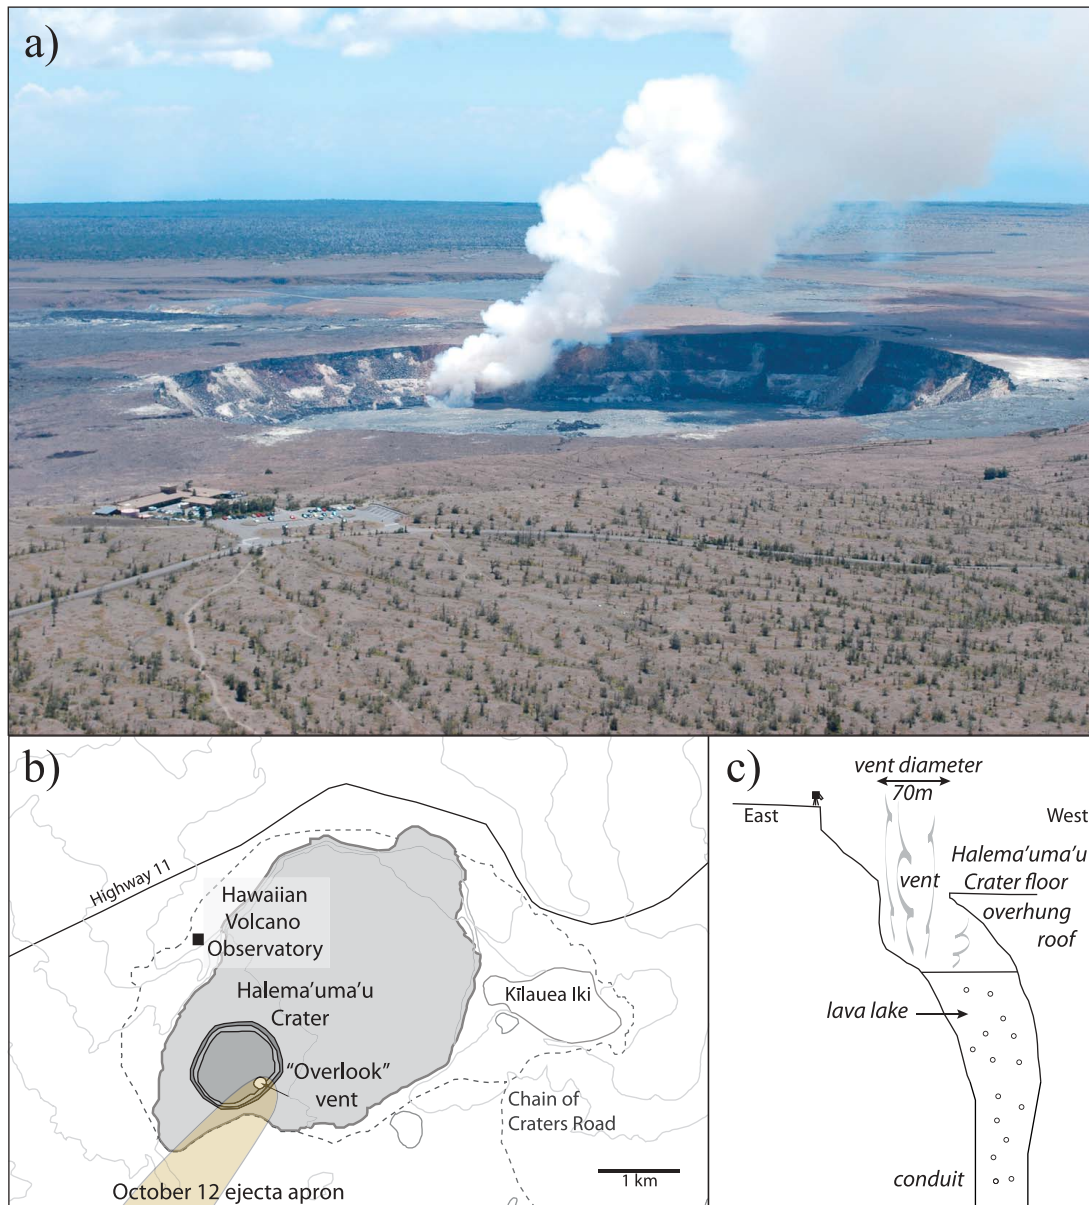 a)
b)
Highway 11
Hawaiian
Volcano
Observatory
Halema'uma'u
Crater
Kīlauea Iki
"Overlook"
vent
Chain of
Craters Road
October 12 ejecta apron
1 km
c)
vent diameter
70m
East
West
Halema'uma'u
Crater floor
vent
overhung
roof
lava lake
conduit